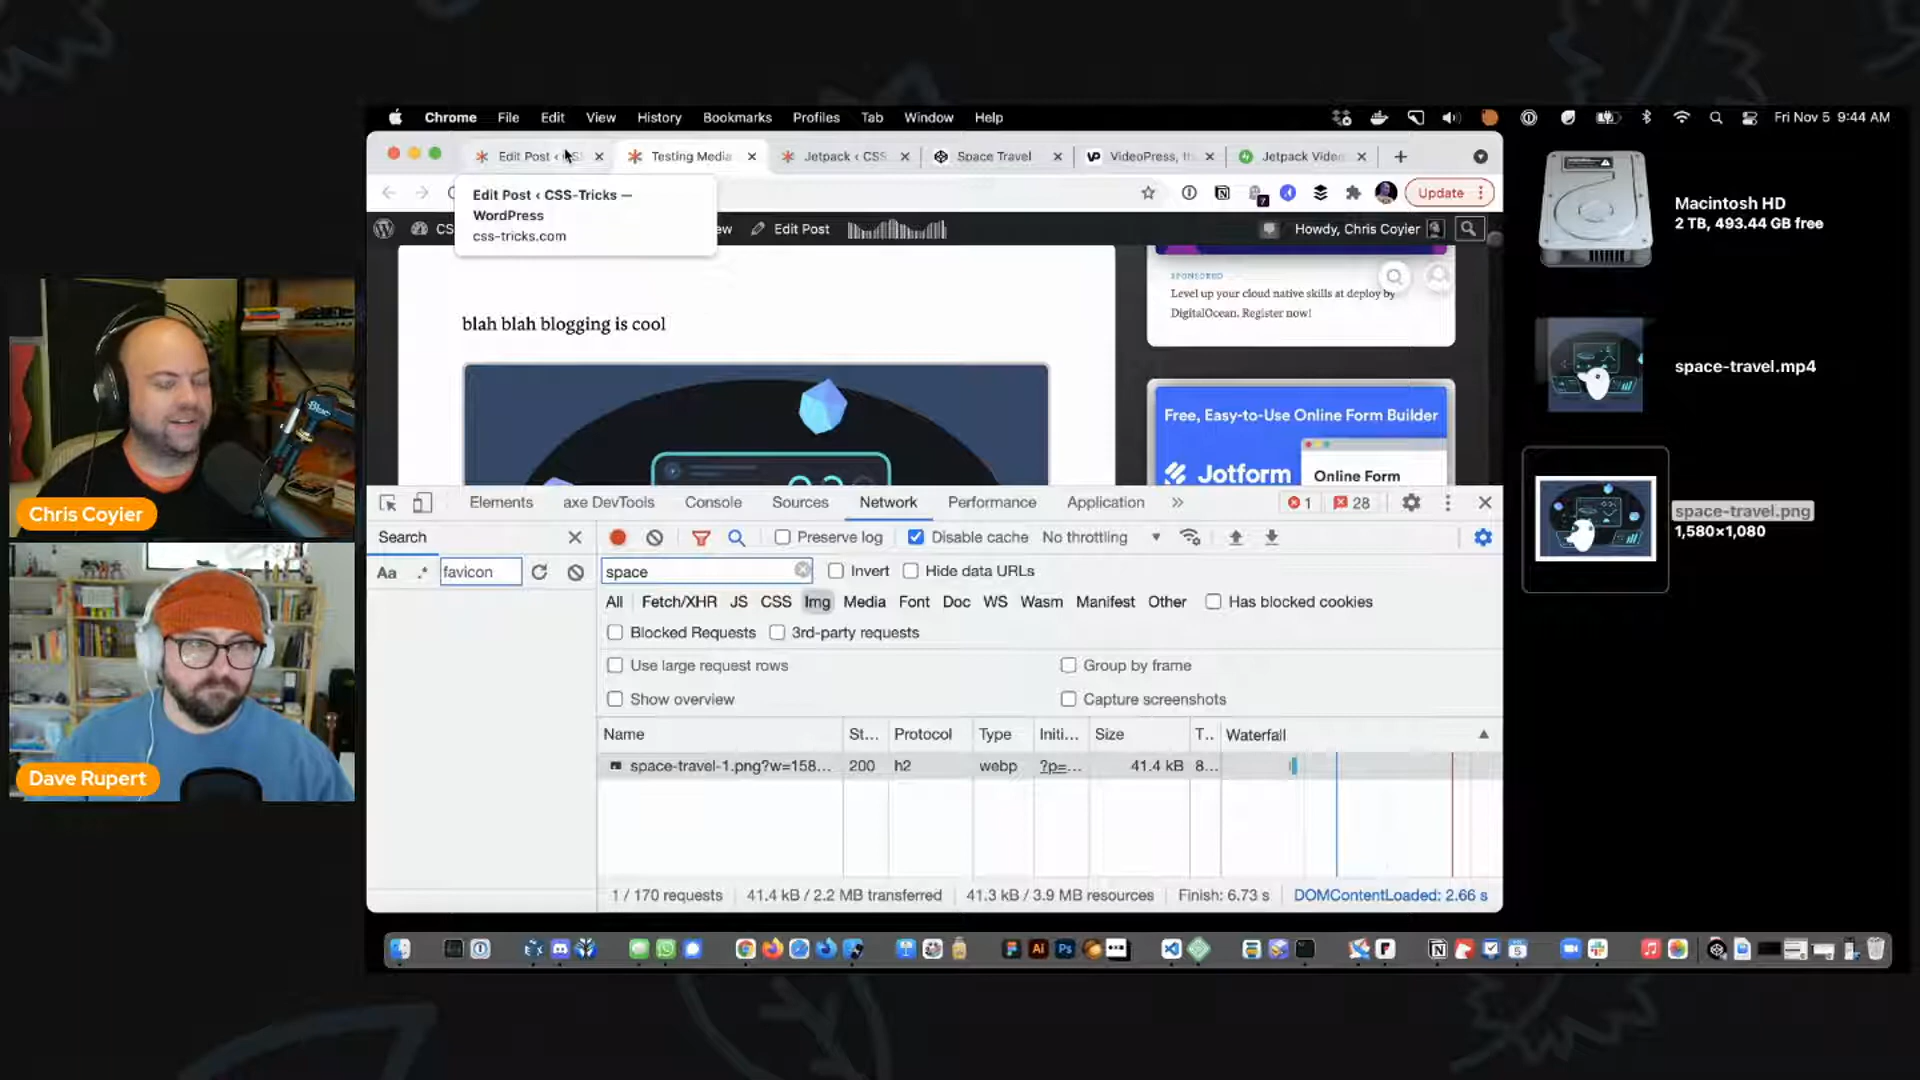 Chrome File Edit View History Bookmarks Profiles Tab Window Help
Fri Nov 5 9:44 AM
Edit Post ‹ CSS
Testing Media
Jetpack ‹ CSS
Space Travel
VideoPress, th
Jetpack Video
Update
Edit Post ‹ CSS-Tricks —
WordPress
css-tricks.com
CS
ew
Edit Post
Howdy, Chris Coyier
blah blah blogging is cool
SPONSORED
Level up your cloud native skills at deploy by
DigitalOcean. Register now!
Free, Easy-to-Use Online Form Builder
Jotform
Online Form
Macintosh HD
2 TB, 493.44 GB free
space-travel.mp4
space-travel.png
1,580×1,080
Chris Coyier
Dave Rupert
Elements axe DevTools Console Sources Network Performance Application » 1 28
Search
Preserve log Disable cache No throttling
Aa .* favicon
space
Invert Hide data URLs
All Fetch/XHR JS CSS Img Media Font Doc WS Wasm Manifest Other Has blocked cookies
Blocked Requests 3rd-party requests
Use large request rows Group by frame
Show overview Capture screenshots
Name St... Protocol Type Initi... Size T.. Waterfall
space-travel-1.png?w=158... 200 h2 webp ?p=... 41.4 kB 8...
1 / 170 requests 41.4 kB / 2.2 MB transferred 41.3 kB / 3.9 MB resources Finish: 6.73 s DOMContentLoaded: 2.66 s